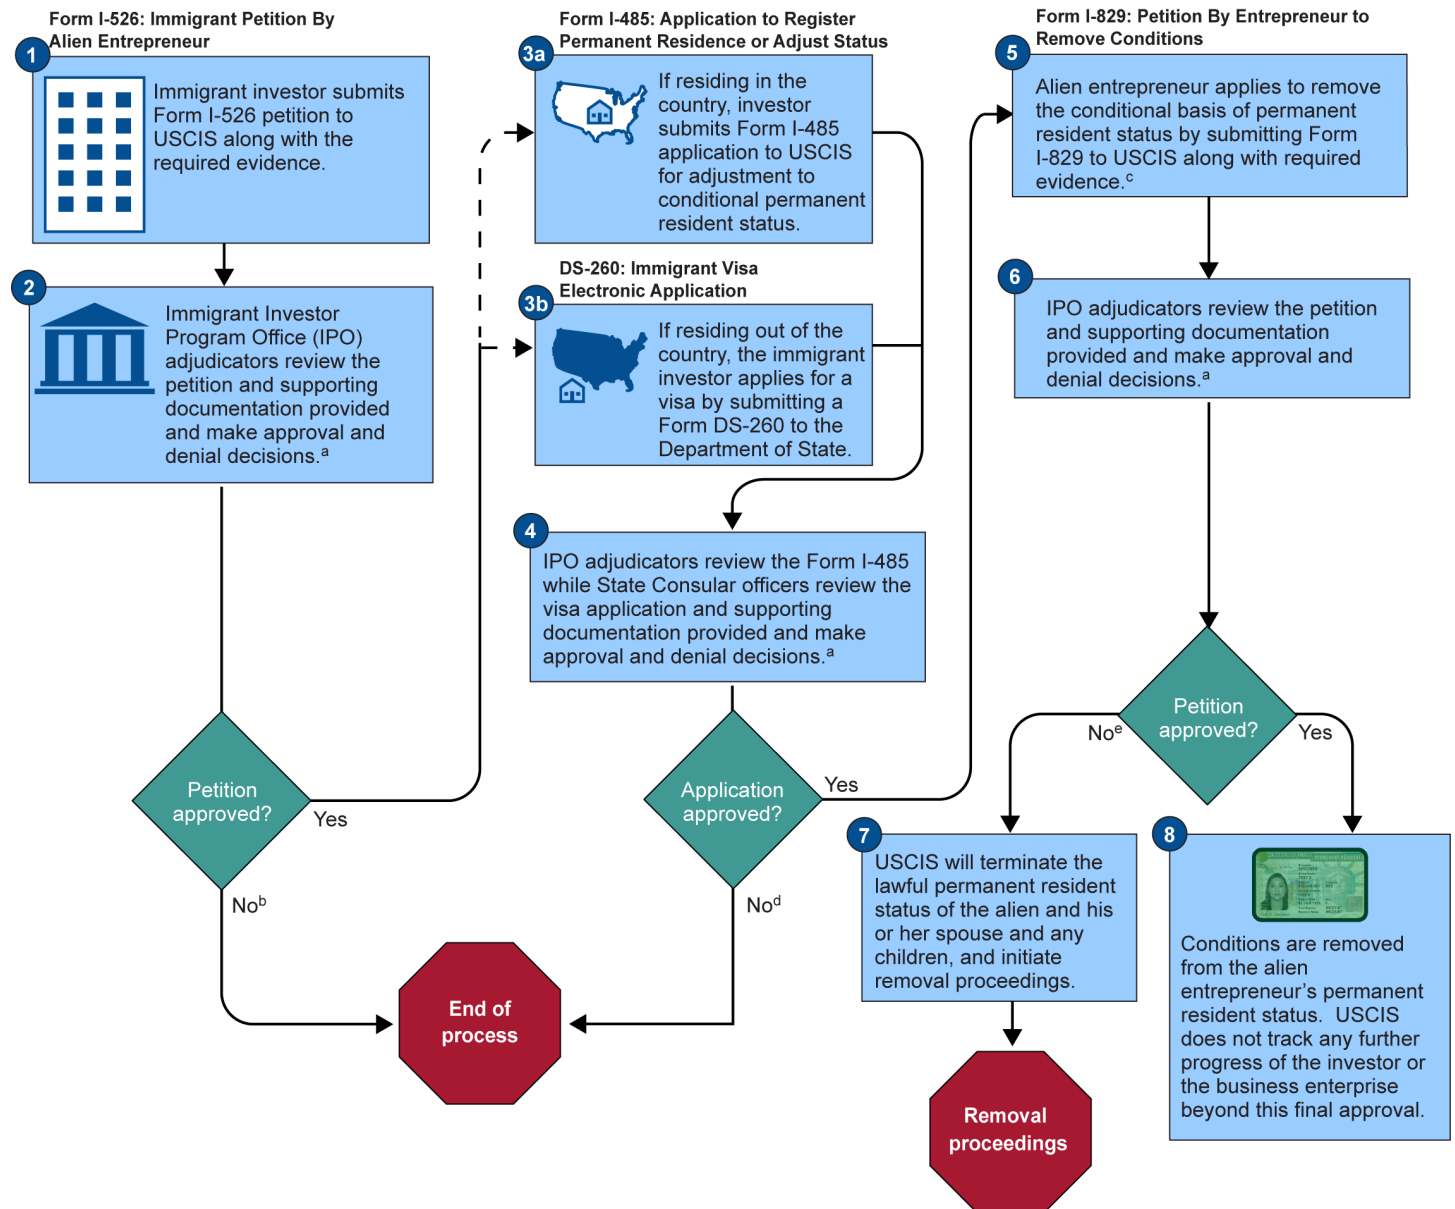 Form I-526: Immigrant Petition By
Alien Entrepreneur
1
Immigrant investor submits
Form I-526 petition to
USCIS along with the
required evidence.
2
Immigrant Investor
Program Office (IPO)
adjudicators review the
petition and supporting
documentation provided
and make approval and
denial decisions.ᵃ
Petition
approved?
Yes
Noᵇ
End of
process
Form I-485: Application to Register
Permanent Residence or Adjust Status
3a
If residing in the
country, investor
submits Form I-485
application to USCIS
for adjustment to
conditional permanent
resident status.
DS-260: Immigrant Visa
Electronic Application
3b
If residing out of the
country, the immigrant
investor applies for a
visa by submitting a
Form DS-260 to the
Department of State.
4
IPO adjudicators review the Form I-485
while State Consular officers review the
visa application and supporting
documentation provided and make
approval and denial decisions.ᵃ
Application
approved?
Yes
Noᵈ
Form I-829: Petition By Entrepreneur to
Remove Conditions
5
Alien entrepreneur applies to remove
the conditional basis of permanent
resident status by submitting Form
I-829 to USCIS along with required
evidence.ᶜ
6
IPO adjudicators review the petition
and supporting documentation
provided and make approval and
denial decisions.ᵃ
Petition
approved?
Noᵉ
Yes
7
USCIS will terminate the
lawful permanent resident
status of the alien and his
or her spouse and any
children, and initiate
removal proceedings.
Removal
proceedings
8
Conditions are removed
from the alien
entrepreneur’s permanent
resident status.  USCIS
does not track any further
progress of the investor or
the business enterprise
beyond this final approval.